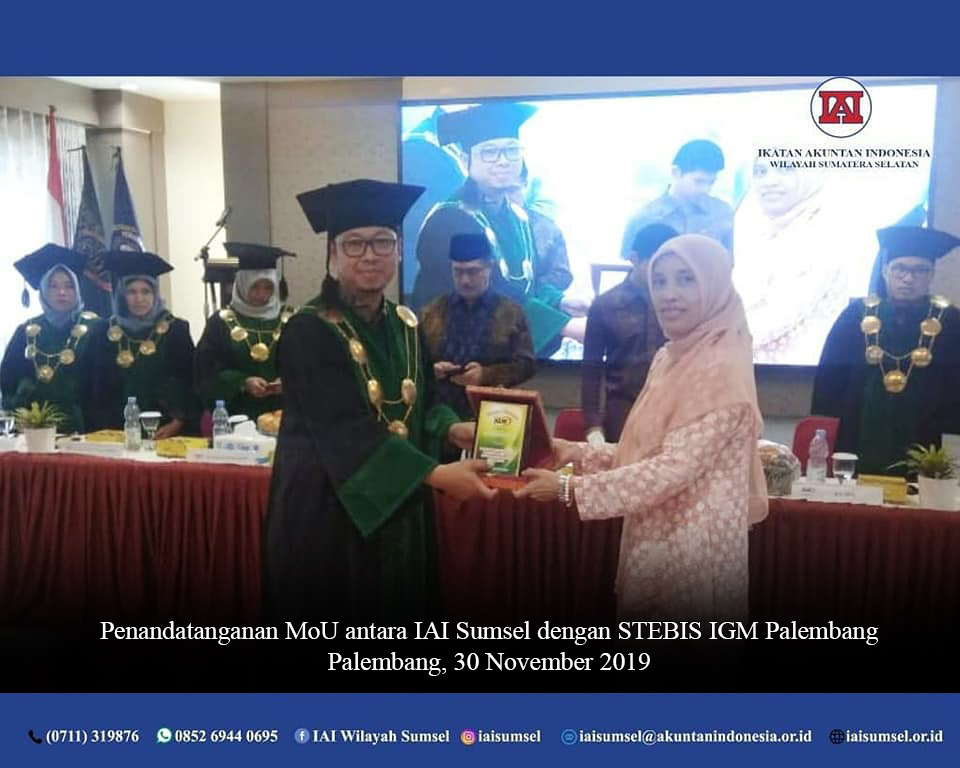 IAI
IKATAN AKUNTAN INDONESIA
WILAYAH SUMATERA SELATAN
Penandatanganan MoU antara IAI Sumsel dengan STEBIS IGM Palembang
Palembang, 30 November 2019
(0711) 319876 0852 6944 0695 IAI Wilayah Sumsel iaisumsel iaisumsel@akuntanindonesia.or.id iaisumsel.or.id